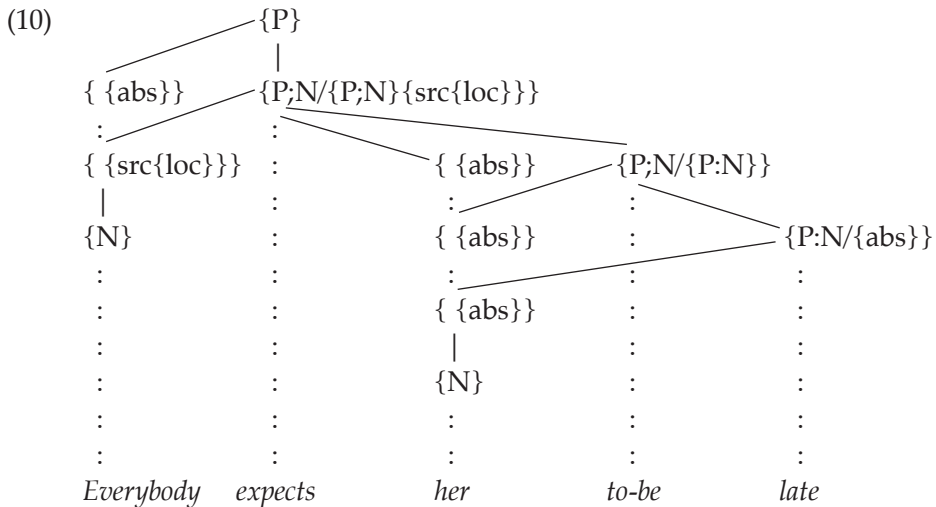 (10) {P}
{ {abs}} {P;N/{P;N}{src{loc}}}
: :
{ {src{loc}}} : { {abs}} {P;N/{P:N}}
: : :
{N} : { {abs}} : {P:N/{abs}}
: : : : :
: : { {abs}} : :
: : : :
: : {N} : :
: : : : :
: : : : :
Everybody expects her to-be late